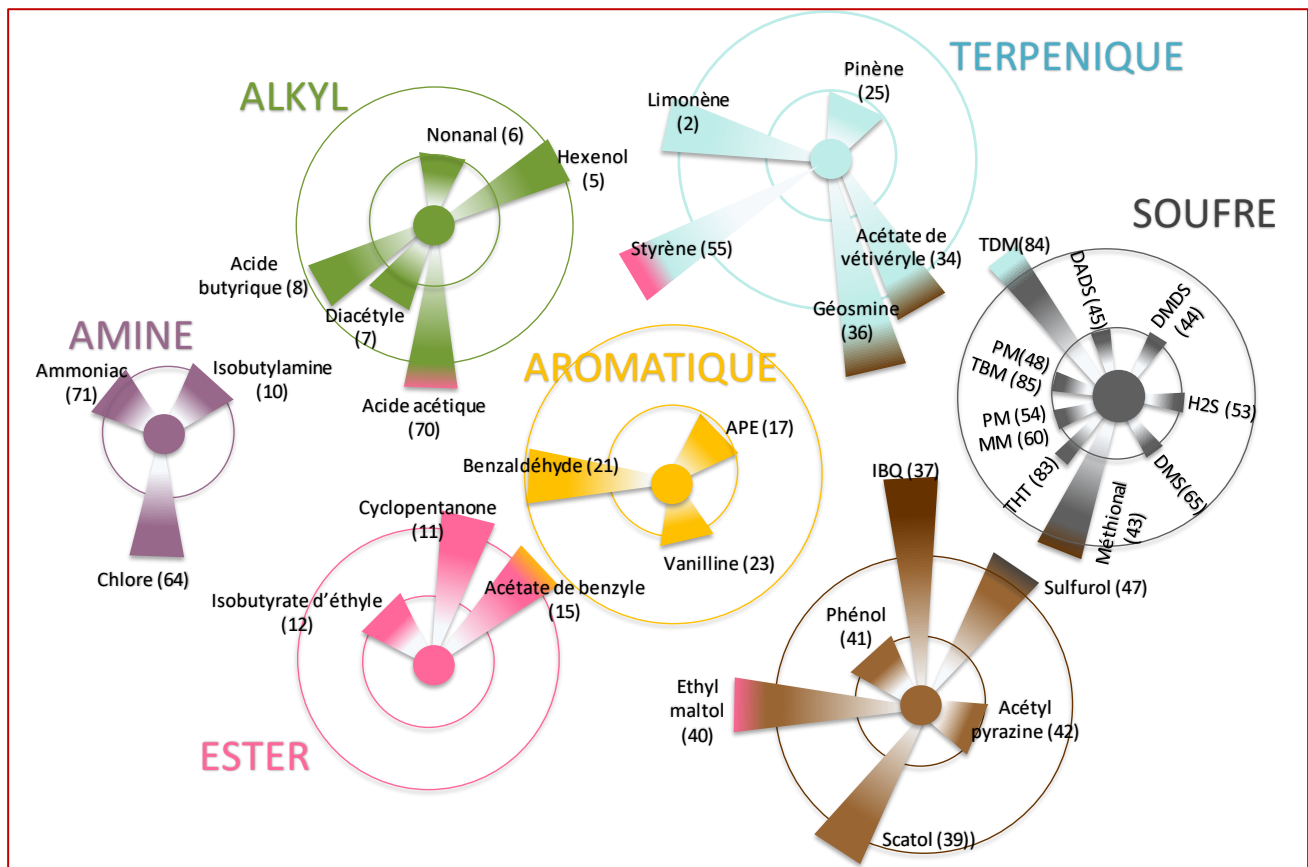 TERPENIQUE
Pinène
(25)
Limonène
(2)
Styrène (55)
Acétate de
vétivéryle (34)
Géosmine
(36)
ALKYL
Nonanal (6)
Hexenol
(5)
Acide
butyrique (8)
Diacétyle
(7)
Acide acétique
(70)
SOUFRE
TDM(84)
DADS (45)
DMDS
(44)
PM(48)
TBM (85)
H2S (53)
PM (54)
MM (60)
THT (83)
Méthional
(43)
DMS(65)
AMINE
Ammoniac
(71)
Isobutylamine
(10)
Chlore (64)
AROMATIQUE
APE (17)
Benzaldéhyde (21)
Vanilline (23)
Cyclopentanone
(11)
Acétate de benzyle
(15)
Isobutyrate d’éthyle
(12)
ESTER
IBQ (37)
Sulfurol (47)
Phénol
(41)
Ethyl
maltol
(40)
Acétyl
pyrazine (42)
Scatol (39))